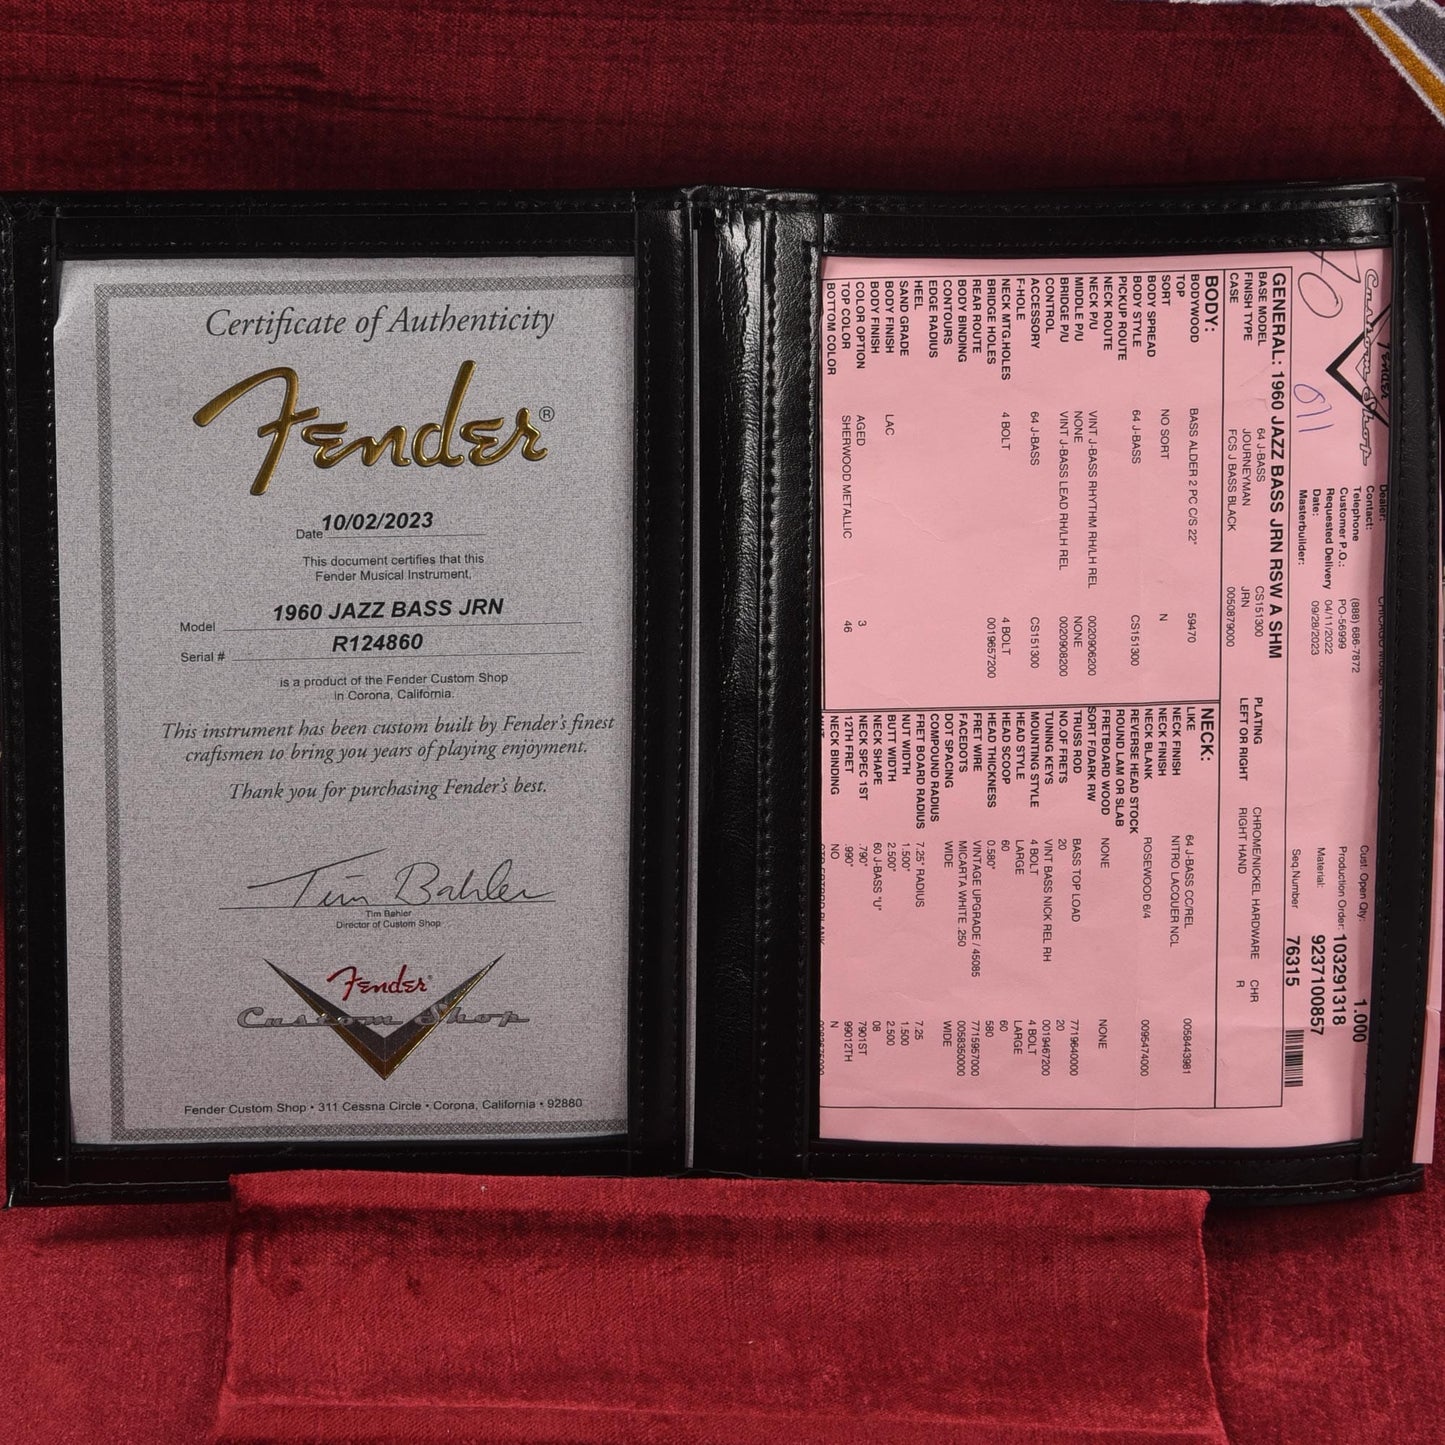 Certificate of Authenticity
Fender®
Date 10/02/2023
This document certifies that this
Fender Musical Instrument,
Model 1960 JAZZ BASS JRN
Serial # R124860
is a product of the Fender Custom Shop
in Corona, California.
This instrument has been custom built by Fender's finest
craftsmen to bring you years of playing enjoyment.
Thank you for purchasing Fender's best.
Tim Bahler
Tim Bahler
Director of Custom Shop
Fender®
Custom Shop
Fender Custom Shop • 311 Cessna Circle • Corona, California • 92880
Fender
Custom Shop
Dealer:
Contact:
Telephone (888) 686-7872
Customer P.O.: PO-56999
Requested Delivery 04/11/2022
Date: 09/28/2023
Masterbuilder:
Cust. Open Qty: 1.000
Production Order: 103291318
Material: 9237100857
Seq.Number 76315
GENERAL: 1960 JAZZ BASS JRN RSW A SHM
BASE MODEL 64 J-BASS CS151300 PLATING CHROME/NICKEL HARDWARE CHR
FINISH TYPE JOURNEYMAN JRN LEFT OR RIGHT RIGHT HAND R
CASE FCS J BASS BLACK 0050879000
BODY:
BODYWOOD BASS ALDER 2 PC C/S 22" 59470
TOP
SORT NO SORT N
BODY SPREAD
BODY STYLE 64 J-BASS CS151300
PICKUP ROUTE
NECK ROUTE
NECK P/U VINT J-BASS RHYTHM RH/LH REL 0020906200
MIDDLE P/U NONE NONE
BRIDGE P/U VINT J-BASS LEAD RH/LH REL 0020908200
CONTROL
ACCESSORY 64 J-BASS CS151300
F-HOLE
NECK MTG.HOLES 4 BOLT 4 BOLT
BRIDGE HOLES 0019657200
REAR ROUTE
BODY BINDING
CONTOURS
EDGE RADIUS
HEEL
SAND GRADE
BODY FINISH LAC
BODY FINISH
COLOR OPTION AGED 3
TOP COLOR SHERWOOD METALLIC 46
BOTTOM COLOR
NECK:
LIKE 64 J-BASS CC/REL 0058443981
NECK FINISH NITRO LACQUER NCL
NECK FINISH
NECK BLANK ROSEWOOD 6/4 0095474000
REVERSE HEAD STOCK
ROUND LAM OR SLAB
FRETBOARD WOOD NONE NONE
SORT F/DARK RW
TRUSS ROD BASS TOP LOAD 7719640000
NO.OF FRETS 20 20
TUNING KEYS VINT BASS NICK REL RH 0019467200
MOUNTING STYLE 4 BOLT 4 BOLT
HEAD STYLE LARGE LARGE
HEAD SCOOP 60 60
HEAD THICKNESS 0.580" 580
FRET WIRE VINTAGE UPGRADE / 45085 7715957000
FACEDOTS MICARTA WHITE .250 0058350000
DOT SPACING WIDE WIDE
COMPOUND RADIUS
FRET BOARD RADIUS 7.25" RADIUS 7.25
NUT WIDTH 1.500" 1.500
BUTT WIDTH 2.500" 2.500
NECK SHAPE 60 J-BASS "U" 08
NECK SPEC 1ST 790" 7901ST
12TH FRET 990" 99012TH
NECK BINDING NO N